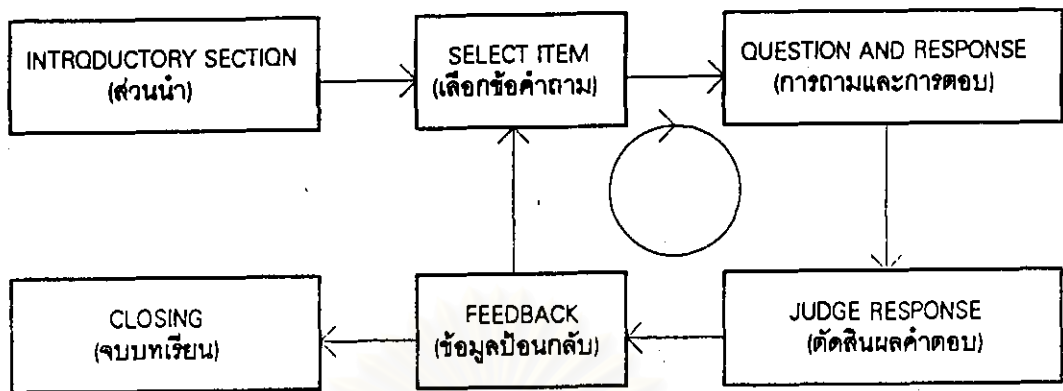 INTRODUCTORY SECTION
(ส่วนนำ)
SELECT ITEM
(เลือกข้อคำถาม)
QUESTION AND RESPONSE
(การถามและการตอบ)
CLOSING
(จบบทเรียน)
FEEDBACK
(ข้อมูลป้อนกลับ)
JUDGE RESPONSE
(ตัดสินผลคำตอบ)